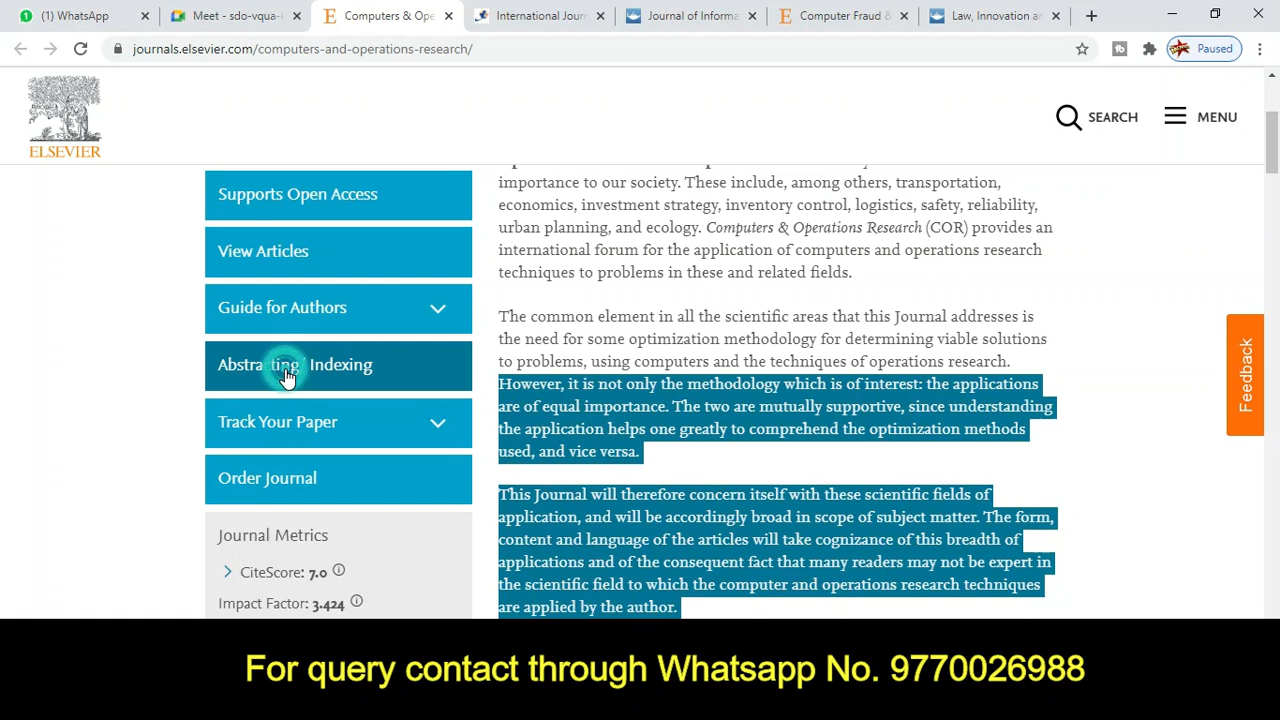 (1) WhatsApp
Meet - sdo-vqua-
Computers & Ope
International Jour
Journal of Informa
Computer Fraud &
Law, Innovation an
journals.elsevier.com/computers-and-operations-research/
Paused
ELSEVIER
SEARCH
MENU
Supports Open Access
View Articles
Guide for Authors
Abstracting/ Indexing
Track Your Paper
Order Journal
Journal Metrics
CiteScore: 7.0
Impact Factor: 3.424
importance to our society. These include, among others, transportation,
economics, investment strategy, inventory control, logistics, safety, reliability,
urban planning, and ecology. Computers & Operations Research (COR) provides an
international forum for the application of computers and operations research
techniques to problems in these and related fields.
The common element in all the scientific areas that this Journal addresses is
the need for some optimization methodology for determining viable solutions
to problems, using computers and the techniques of operations research.
However, it is not only the methodology which is of interest: the applications
are of equal importance. The two are mutually supportive, since understanding
the application helps one greatly to comprehend the optimization methods
used, and vice versa.
This Journal will therefore concern itself with these scientific fields of
application, and will be accordingly broad in scope of subject matter. The form,
content and language of the articles will take cognizance of this breadth of
applications and of the consequent fact that many readers may not be expert in
the scientific field to which the computer and operations research techniques
are applied by the author.
Feedback
For query contact through Whatsapp No. 9770026988